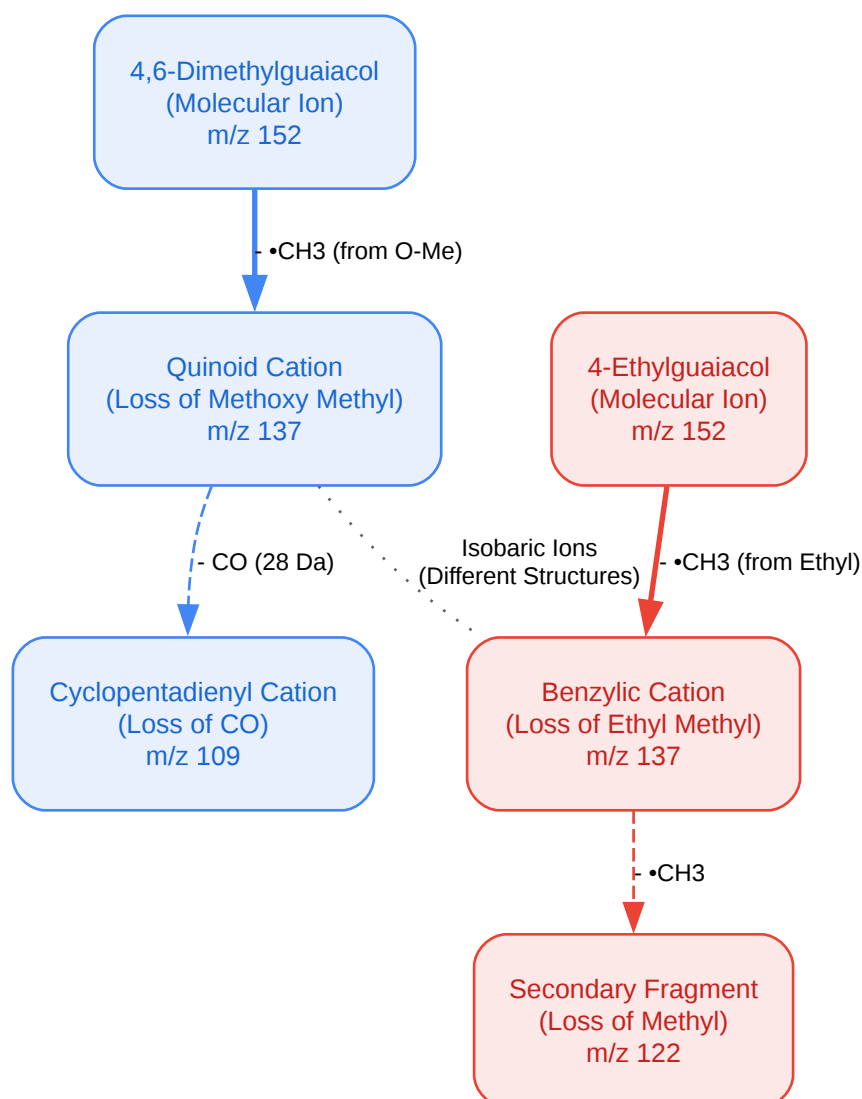 4,6-Dimethylguaiacol
(Molecular Ion)
m/z 152
- •CH3 (from O-Me)
Quinoid Cation
(Loss of Methoxy Methyl)
m/z 137
4-Ethylguaiacol
(Molecular Ion)
m/z 152
- CO (28 Da)
Isobaric Ions
(Different Structures)
- •CH3 (from Ethyl)
Cyclopentadienyl Cation
(Loss of CO)
m/z 109
Benzylic Cation
(Loss of Ethyl Methyl)
m/z 137
- •CH3
Secondary Fragment
(Loss of Methyl)
m/z 122